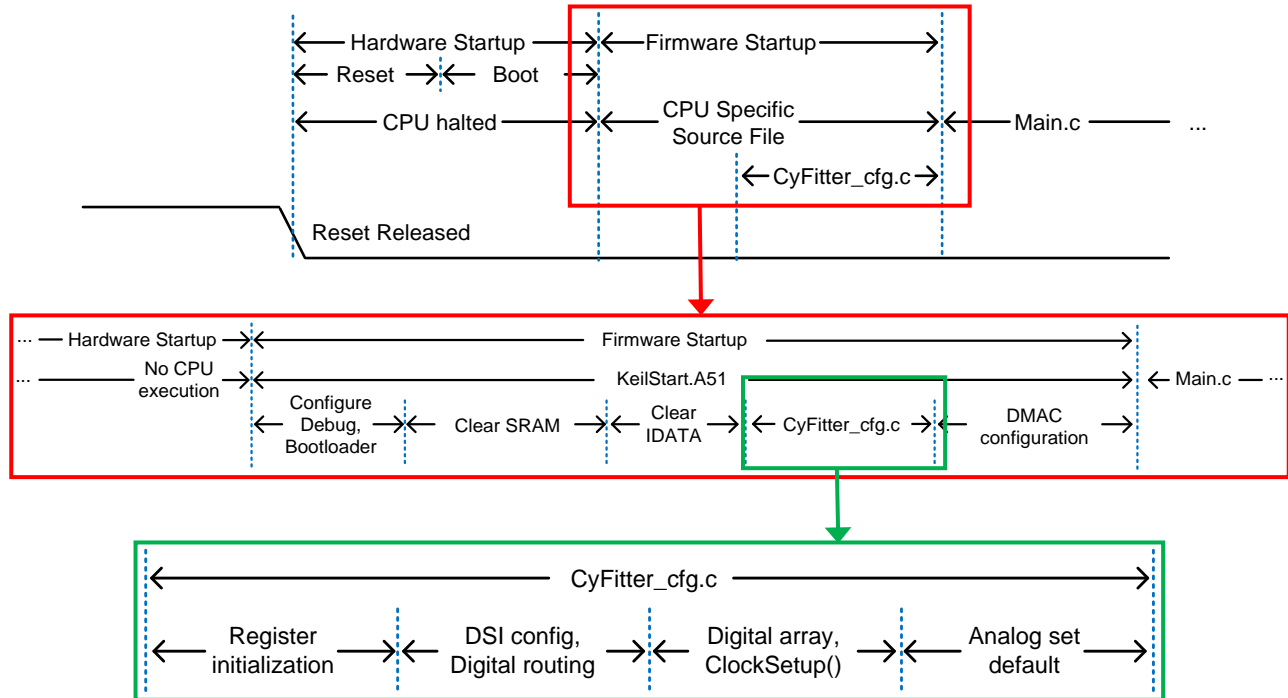 Hardware Startup
Firmware Startup
Reset
Boot
CPU halted
CPU Specific
Source File
Main.c
...
CyFitter_cfg.c
Reset Released
... Hardware Startup
Firmware Startup
... No CPU
execution
KeilStart.A51
Main.c ...
Configure
Debug,
Bootloader
Clear SRAM
Clear
IDATA
CyFitter_cfg.c
DMAC
configuration
CyFitter_cfg.c
Register
initialization
DSI config,
Digital routing
Digital array,
ClockSetup()
Analog set
default